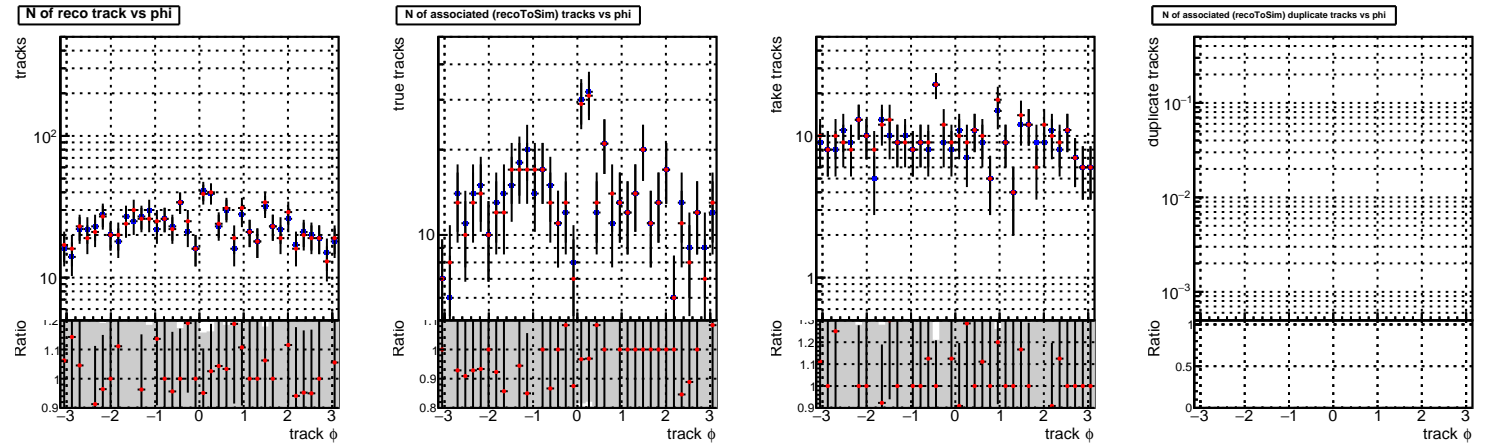 N of reco track vs phi
tracks
10²
10
Ratio
1.2
1.1
1
0.9
−3 −2 −1 0 1 2 3
track ϕ
N of associated (recoToSim) tracks vs phi
true tracks
10
Ratio
1.1
1
0.9
0.8
−3 −2 −1 0 1 2 3
track ϕ
fake tracks
10
1
Ratio
1.3
1.2
1.1
1
0.9
−3 −2 −1 0 1 2 3
track ϕ
N of associated (recoToSim) duplicate tracks vs phi
duplicate tracks
10⁻¹
10⁻²
10⁻³
Ratio
1
0.5
0
−3 −2 −1 0 1 2 3
track ϕ